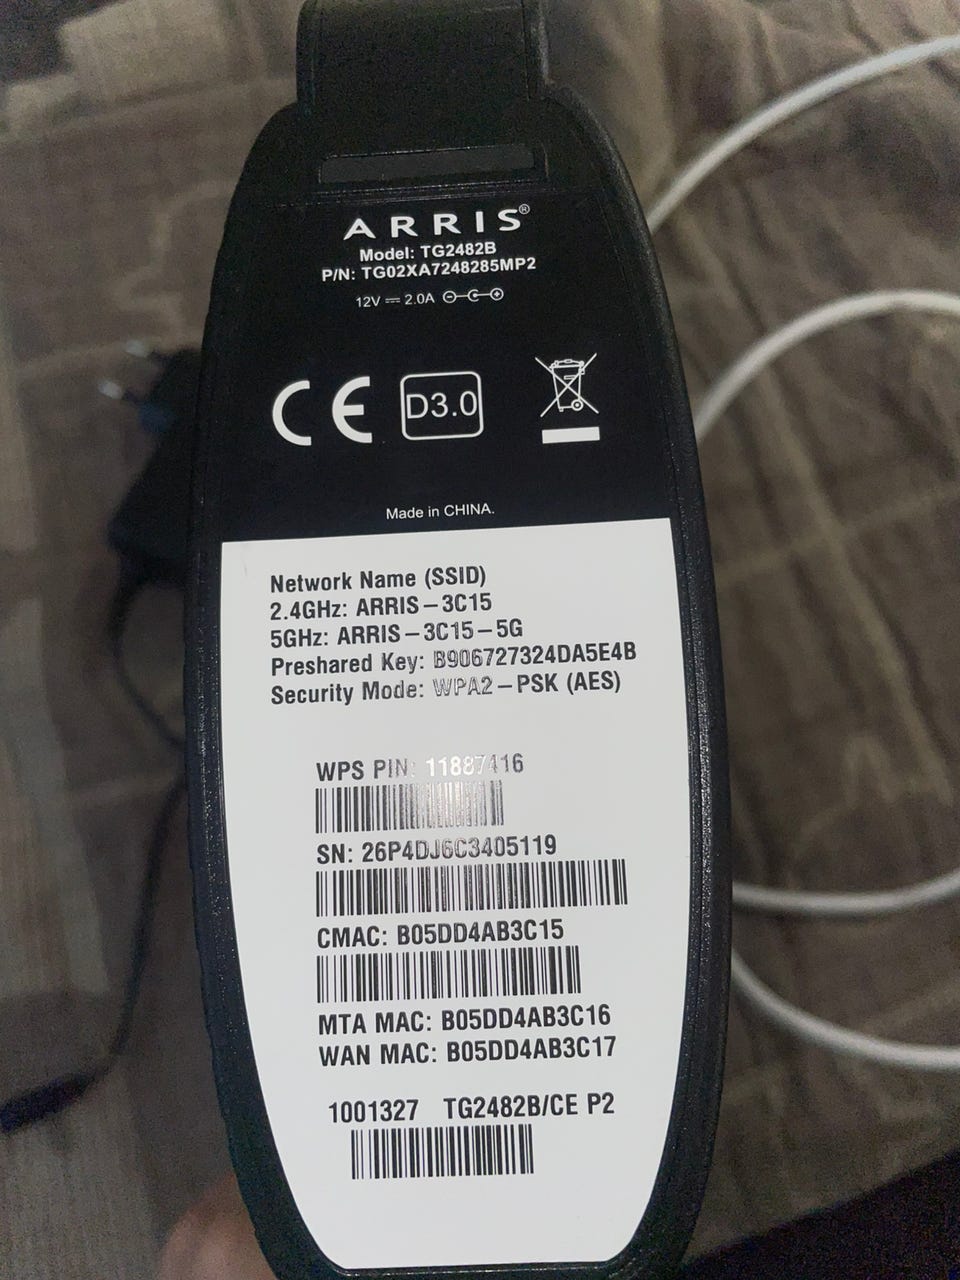 ARRIS®
Model: TG2482B
P/N: TG02XA7248285MP2
12V 2.0A
CE D3.0
Made in CHINA.
Network Name (SSID)
2.4GHz: ARRIS-3C15
5GHz: ARRIS-3C15-5G
Preshared Key: B906727324DA5E4B
Security Mode: WPA2-PSK (AES)
WPS PIN: 11887416
SN: 26P4DJ6C3405119
CMAC: B05DD4AB3C15
MTA MAC: B05DD4AB3C16
WAN MAC: B05DD4AB3C17
1001327 TG2482B/CE P2